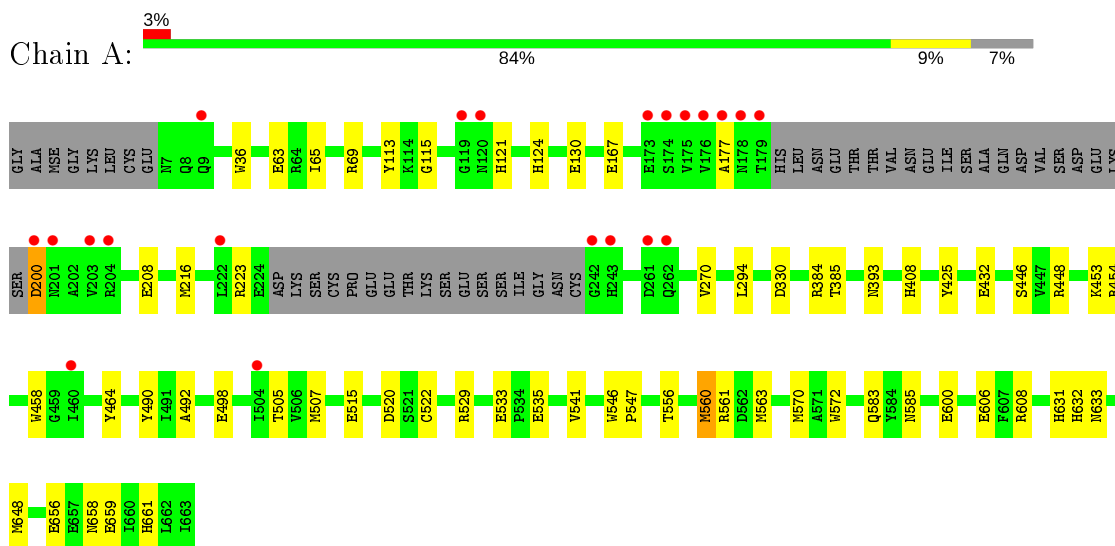 3%
Chain A:
84% 9% 7%
GLY ALA MSE GLY LYS LEU CYS GLU N7 Q8 Q9 W36 E63 R64 I65 R69 Y113 K114 G115 G119 N120 H121 H124 E130 E167 E173 S174 V175 V176 A177 N178 T179 HIS LEU ASN GLU THR THR VAL ASN GLU ILE SER ALA GLN ASP VAL SER ASP GLU LYS
SER D200 N201 A202 V203 R204 E208 M216 L222 R223 E224 ASP LYS SER CYS PRO GLU GLU THR LYS SER GLU SER SER ILE GLY ASN CYS G242 H243 D261 Q262 V270 L294 D330 R384 T385 N393 H408 Y425 E432 S446 V447 R448 K453 R454
W458 G459 I460 Y464 Y490 I491 A492 E498 I504 T505 V506 M507 E515 D520 S521 C522 R529 E533 P534 E535 V541 W546 P547 T556 M560 R561 D562 M563 M570 A571 W572 Q583 Y584 N585 E600 E606 F607 R608 H631 H632 N633
M648 E656 E657 N658 E659 I660 H661 L662 I663